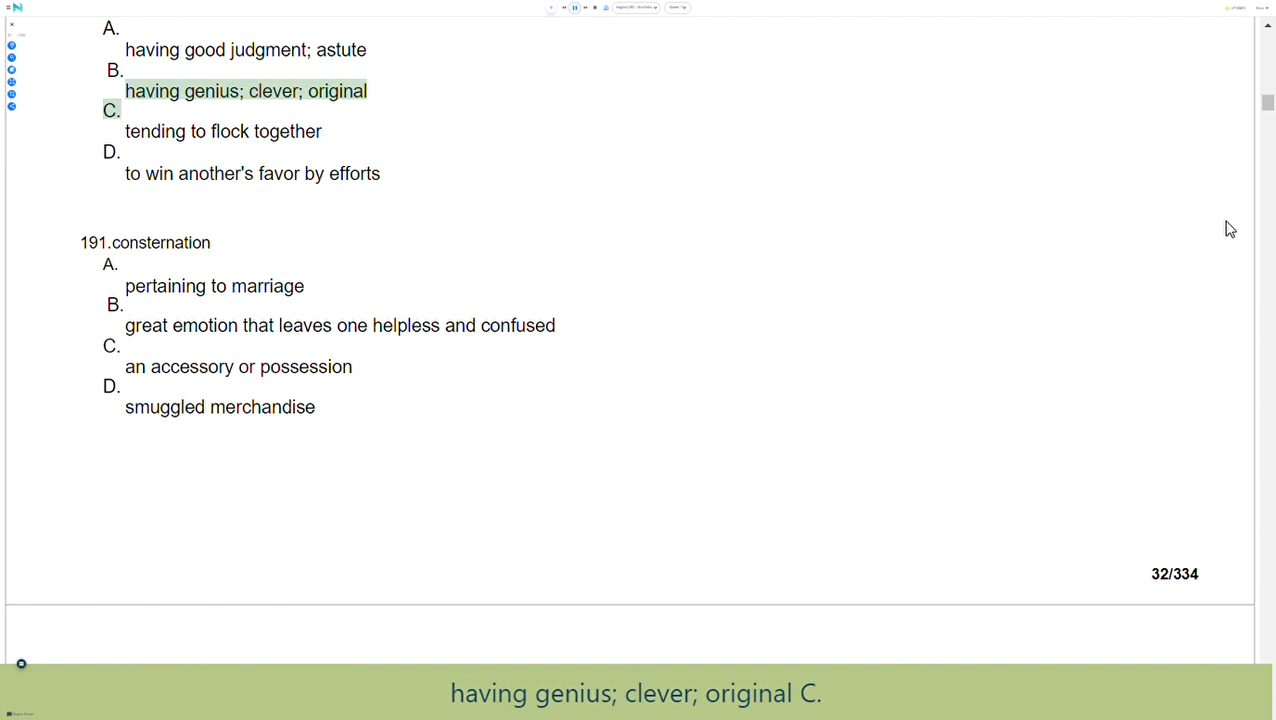 A.
having good judgment; astute
B.
having genius; clever; original
C.
tending to flock together
D.
to win another's favor by efforts
191.consternation
A.
pertaining to marriage
B.
great emotion that leaves one helpless and confused
C.
an accessory or possession
D.
smuggled merchandise
32/334
having genius; clever; original C.